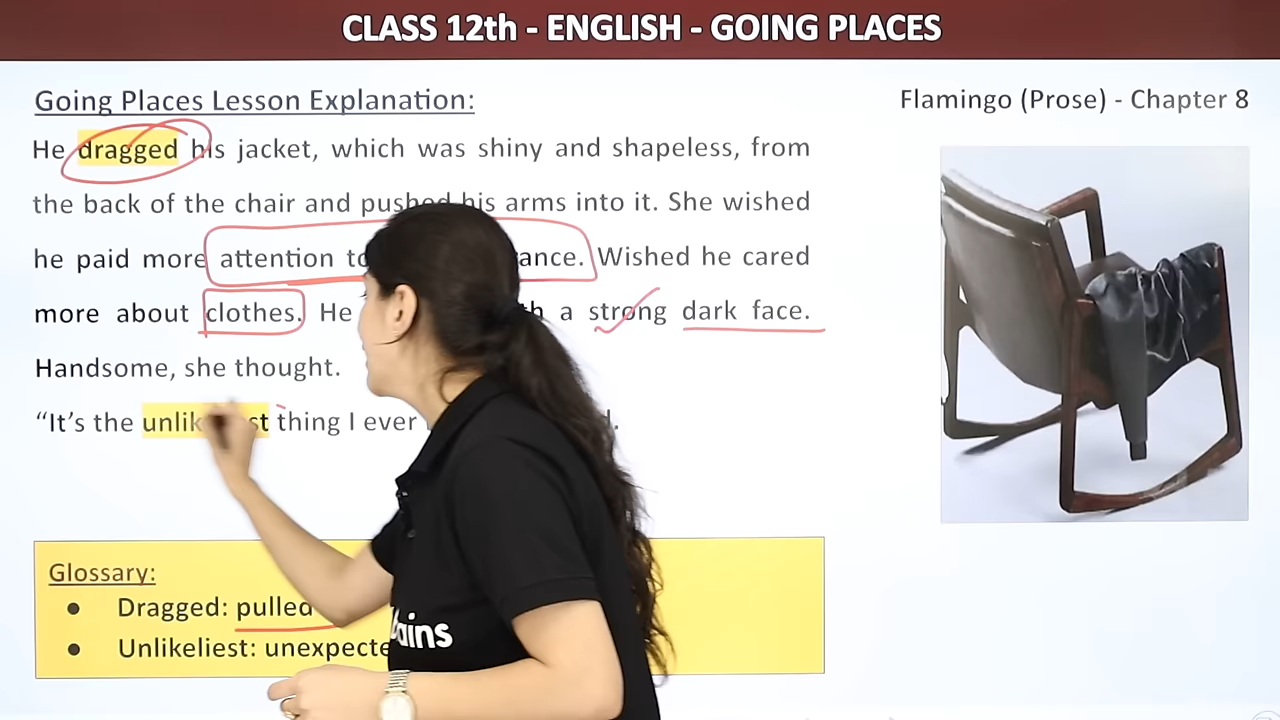 CLASS 12th - ENGLISH - GOING PLACES
Going Places Lesson Explanation:
Flamingo (Prose) - Chapter 8
He dragged his jacket, which was shiny and shapeless, from
the back of the chair and pushed his arms into it. She wished
he paid more attention to ance. Wished he cared
more about clothes. He a strong dark face.
Handsome, she thought.
“It’s the thing I ever
Glossary:
● Dragged: pulled
● Unlikeliest: unexpecte
ains